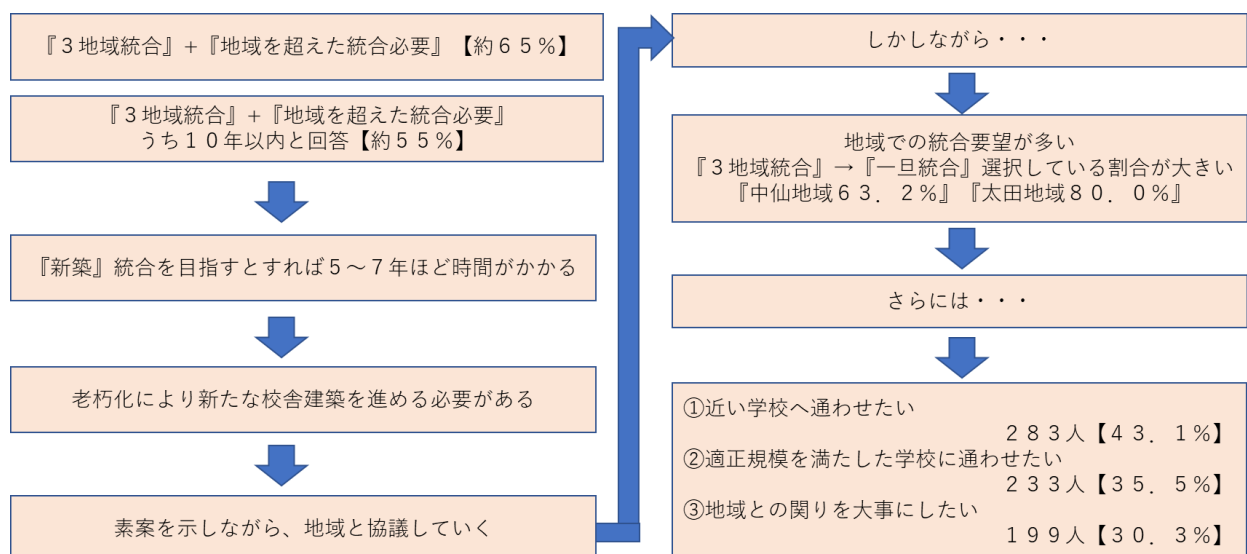 『３地域統合』+『地域を超えた統合必要』【約６５%】
『３地域統合』+『地域を超えた統合必要』
うち１０年以内と回答【約５５%】
『新築』統合を目指すとすれば５～７年ほど時間がかかる
老朽化により新たな校舎建築を進める必要がある
素案を示しながら、地域と協議していく
しかしながら・・・
地域での統合要望が多い
『３地域統合』→『一旦統合』選択している割合が大きい
『中仙地域６３．２%』『太田地域８０．０%』
さらには・・・
①近い学校へ通わせたい
２８３人【４３．１%】
②適正規模を満たした学校に通わせたい
２３３人【３５．５%】
③地域との関りを大事にしたい
１９９人【３０．３%】